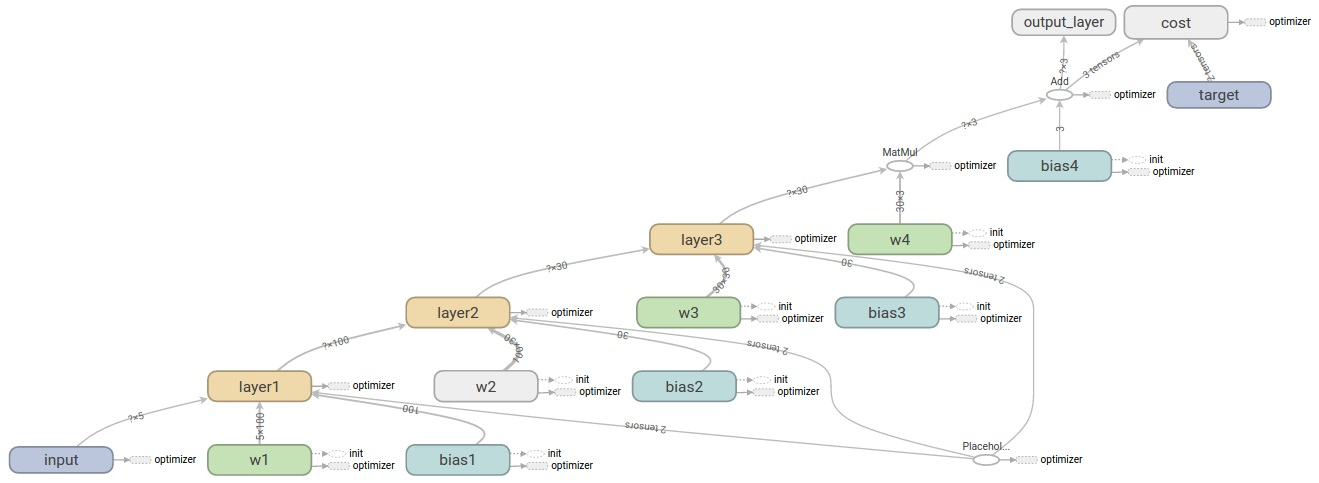 output_layer
cost
optimizer
?×3
3 tensors
2 tensors
Add
optimizer
target
?×3
3
MatMul
optimizer
bias4
init
optimizer
?×30
30×3
layer3
optimizer
w4
init
optimizer
?×30
30×30
30
2 tensors
layer2
optimizer
w3
init
optimizer
bias3
init
optimizer
?×100
100×30
30
2 tensors
layer1
optimizer
w2
init
optimizer
bias2
init
optimizer
?×5
5×100
100
2 tensors
Placehol...
input
optimizer
w1
init
optimizer
bias1
init
optimizer
optimizer